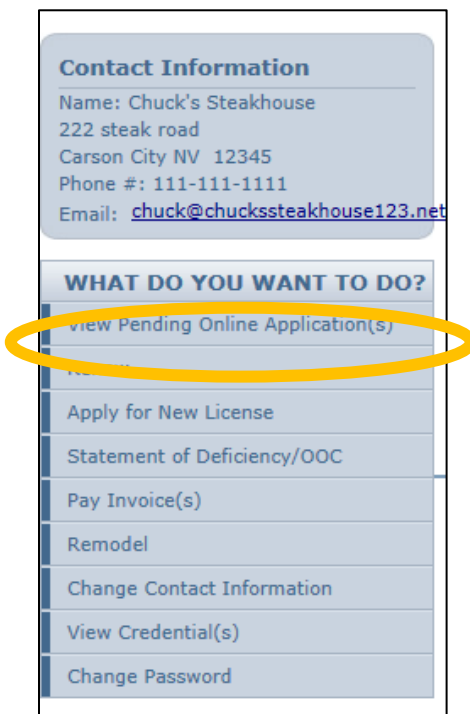 Contact Information
Name: Chuck's Steakhouse
222 steak road
Carson City NV 12345
Phone #: 111-111-1111
Email: chuck@chuckssteakhouse123.net
WHAT DO YOU WANT TO DO?
View Pending Online Application(s)
Apply for New License
Statement of Deficiency/OOC
Pay Invoice(s)
Remodel
Change Contact Information
View Credential(s)
Change Password